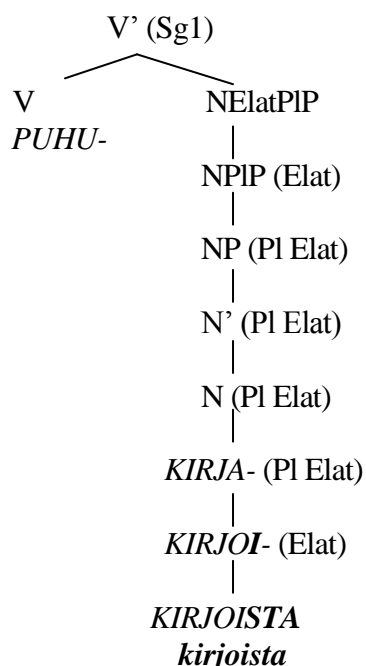 V’ (Sg1)
V NElatPlP
PUHU-
NPlP (Elat)
NP (Pl Elat)
N’ (Pl Elat)
N (Pl Elat)
KIRJA- (Pl Elat)
KIRJOI- (Elat)
KIRJOISTA
kirjoista